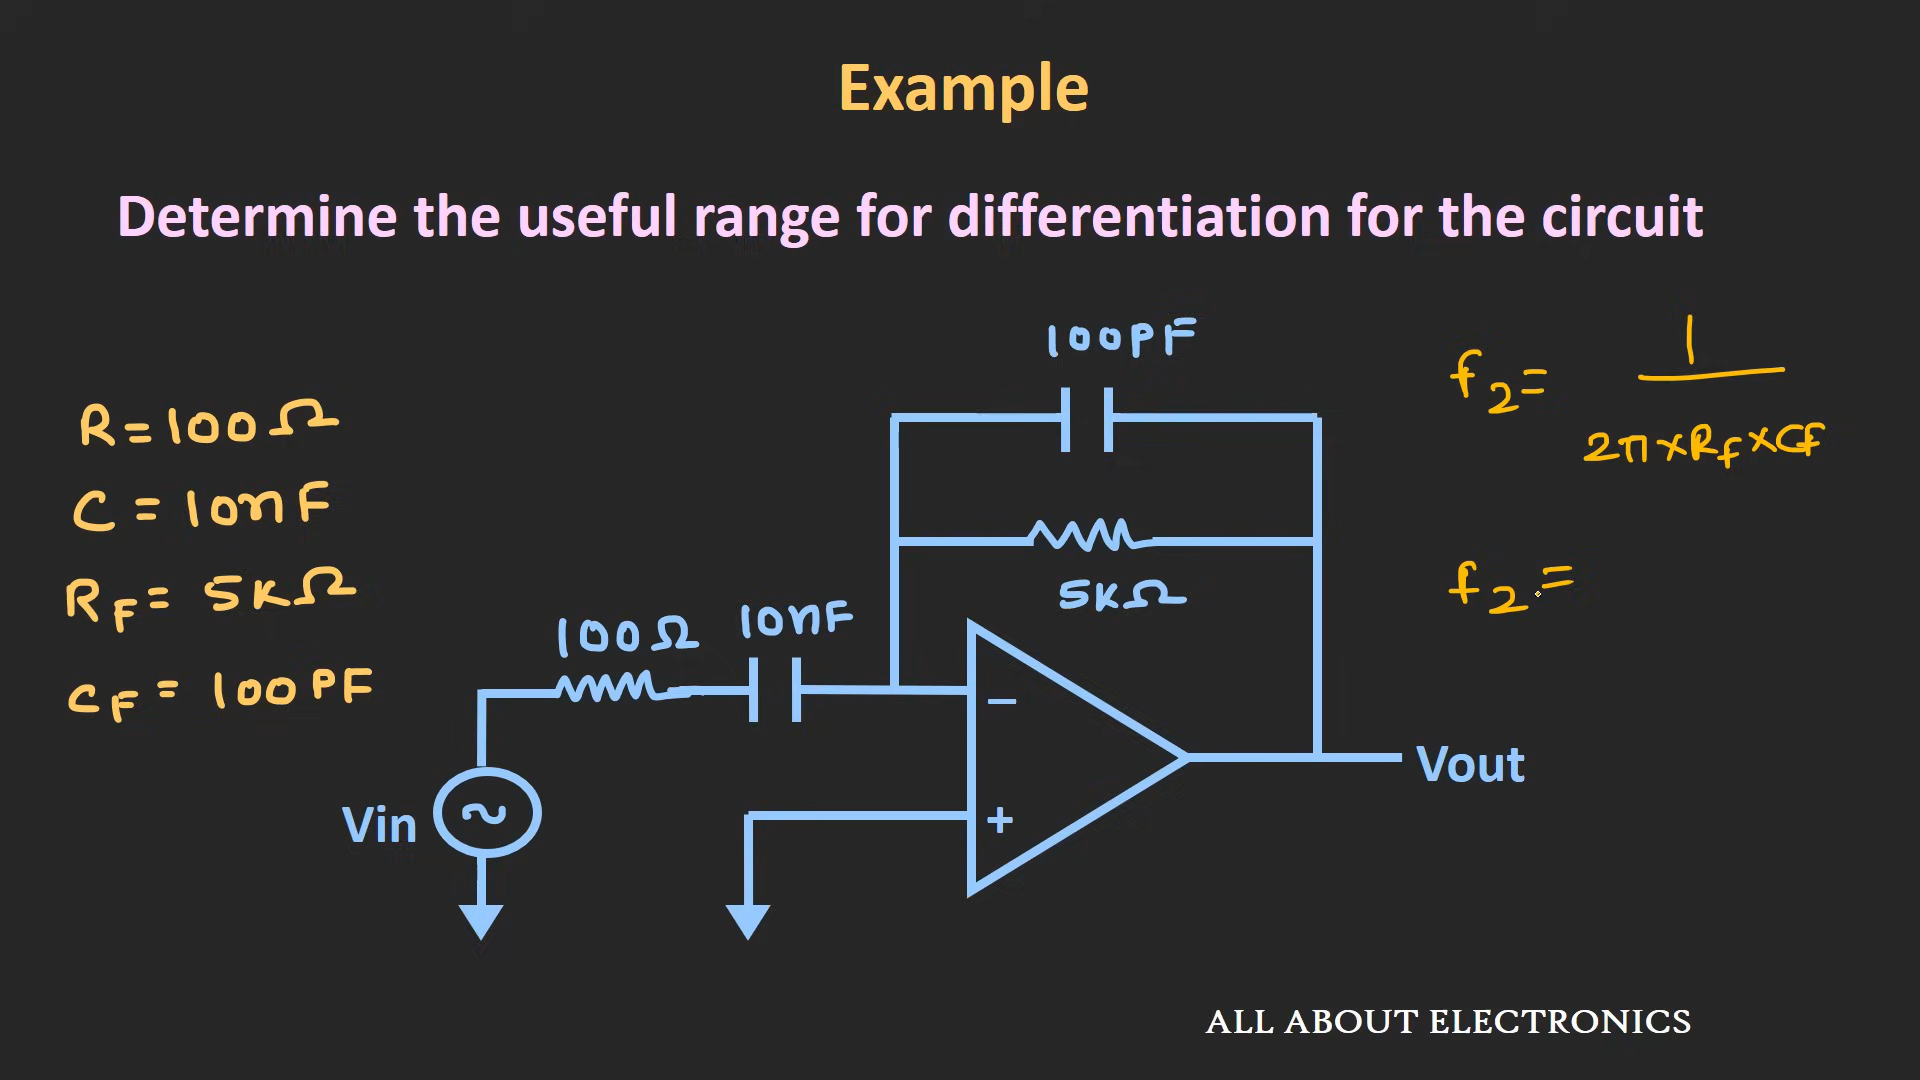 Example
Determine the useful range for differentiation for the circuit
R=100Ω
C = 10nF
RF = 5KΩ
CF = 100PF
100PF
5KΩ
100Ω
10nF
−
+
Vin
~
Vout
f2 =
1
2π×Rf×Cf
f2 =
ALL ABOUT ELECTRONICS